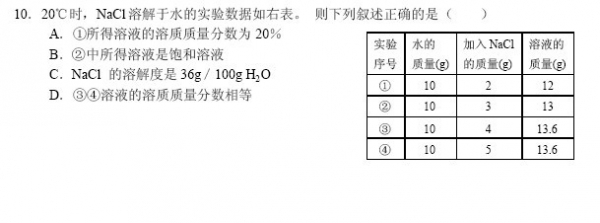 10. 20℃时，NaCl溶解于水的实验数据如右表。 则下列叙述正确的是（ ）
A. ①所得溶液的溶质质量分数为 20%
B. ②中所得溶液是饱和溶液
C. NaCl 的溶解度是 36g / 100g H₂O
D. ③④溶液的溶质质量分数相等
实验序号 水的质量(g) 加入 NaCl 的质量(g) 溶液的质量(g)
① 10 2 12
② 10 3 13
③ 10 4 13.6
④ 10 5 13.6